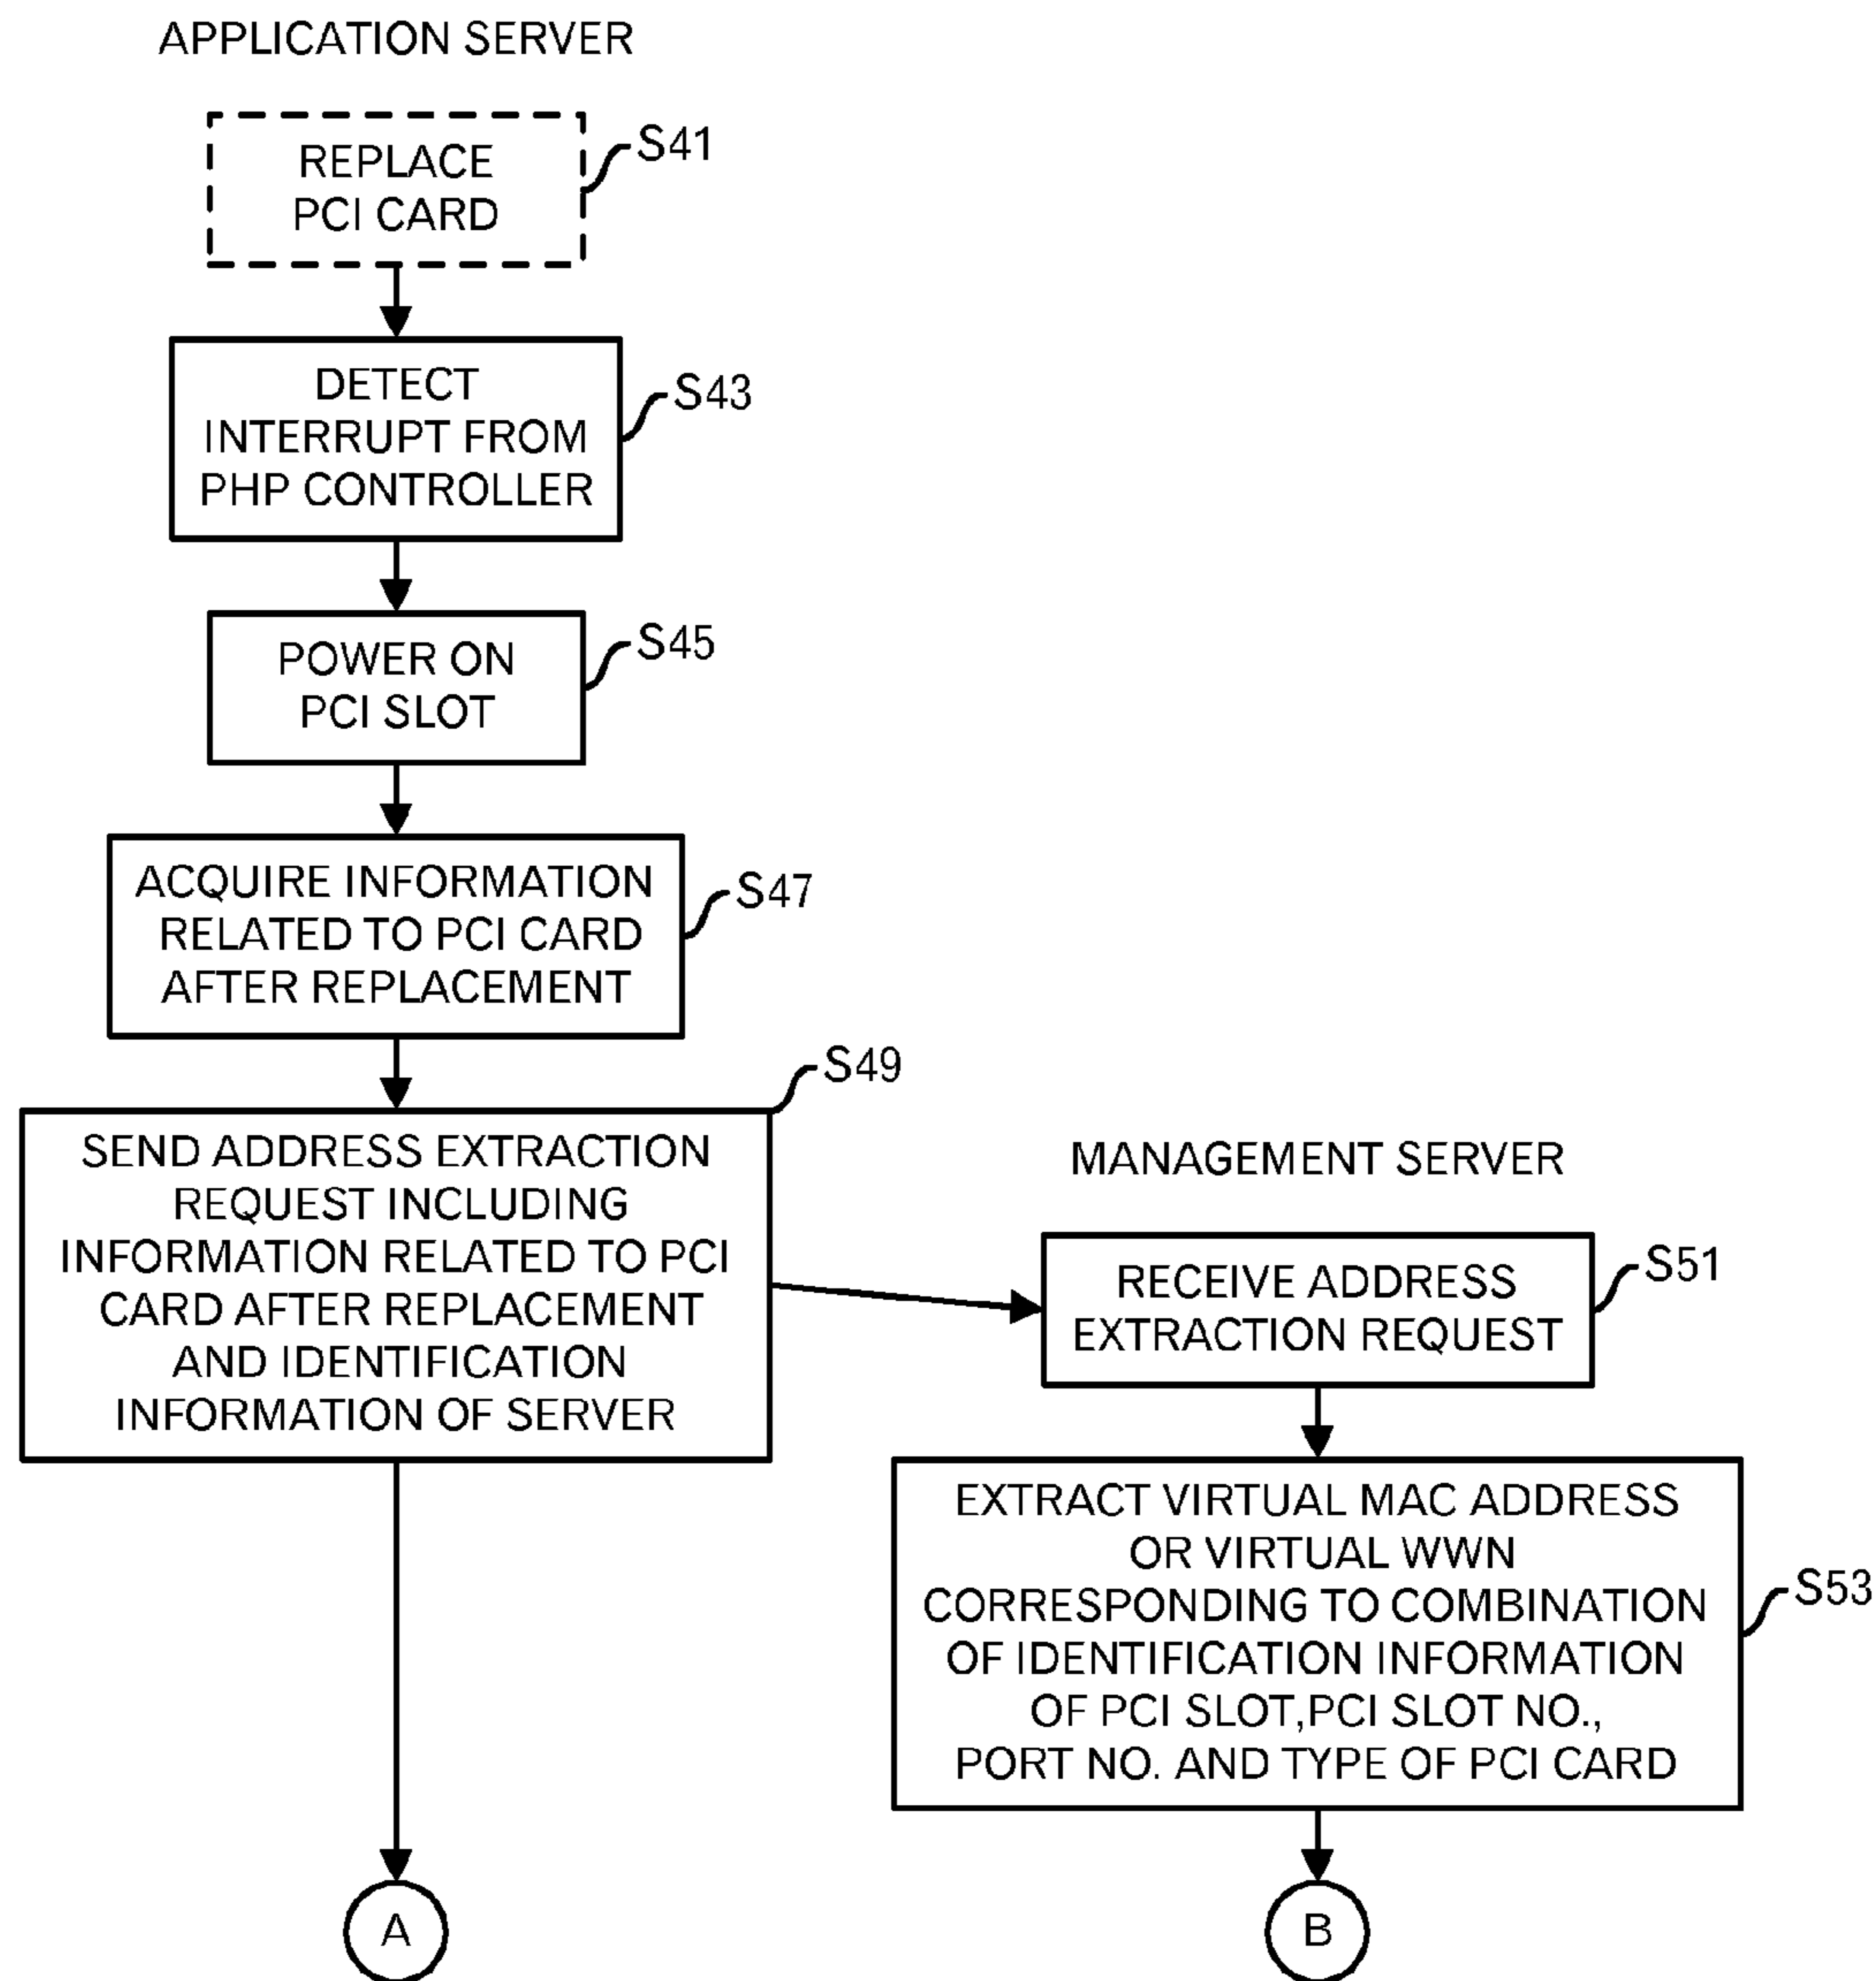 APPLICATION SERVER
REPLACE
PCI CARD
S41
DETECT
INTERRUPT FROM
PHP CONTROLLER
S43
POWER ON
PCI SLOT
S45
ACQUIRE INFORMATION
RELATED TO PCI CARD
AFTER REPLACEMENT
S47
SEND ADDRESS EXTRACTION
REQUEST INCLUDING
INFORMATION RELATED TO PCI
CARD AFTER REPLACEMENT
AND IDENTIFICATION
INFORMATION OF SERVER
S49
MANAGEMENT SERVER
RECEIVE ADDRESS
EXTRACTION REQUEST
S51
EXTRACT VIRTUAL MAC ADDRESS
OR VIRTUAL WWN
CORRESPONDING TO COMBINATION
OF IDENTIFICATION INFORMATION
OF PCI SLOT,PCI SLOT NO.,
PORT NO. AND TYPE OF PCI CARD
S53
A
B